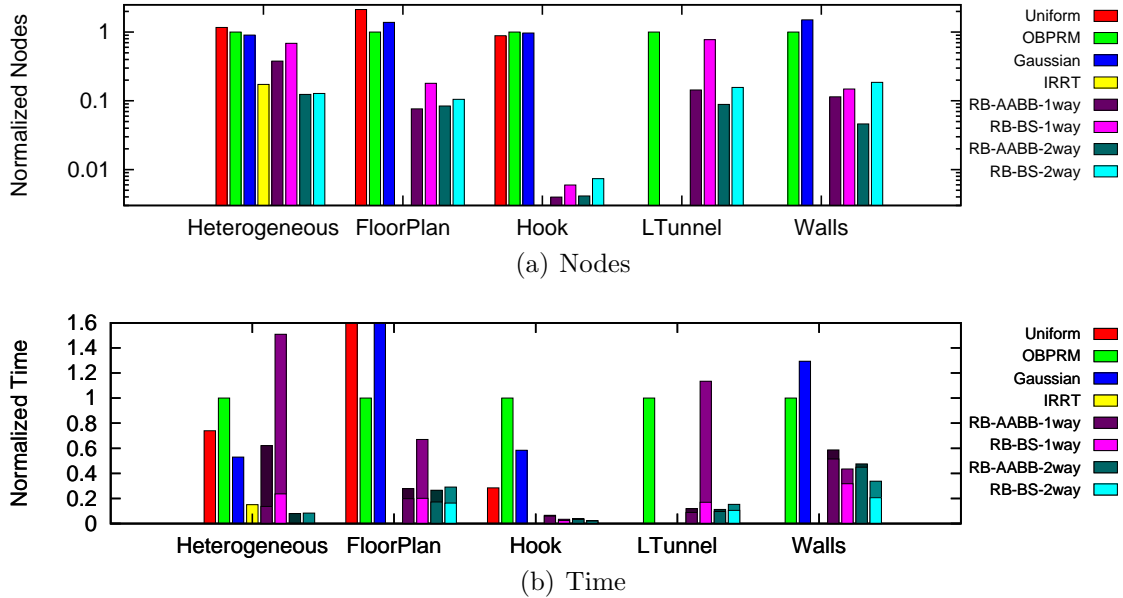 Normalized Nodes
1
0.1
0.01
Heterogeneous FloorPlan Hook LTunnel Walls
Uniform
OBPRM
Gaussian
IRRT
RB-AABB-1way
RB-BS-1way
RB-AABB-2way
RB-BS-2way
(a) Nodes
Normalized Time
1.6
1.4
1.2
1
0.8
0.6
0.4
0.2
0
Heterogeneous FloorPlan Hook LTunnel Walls
Uniform
OBPRM
Gaussian
IRRT
RB-AABB-1way
RB-BS-1way
RB-AABB-2way
RB-BS-2way
(b) Time